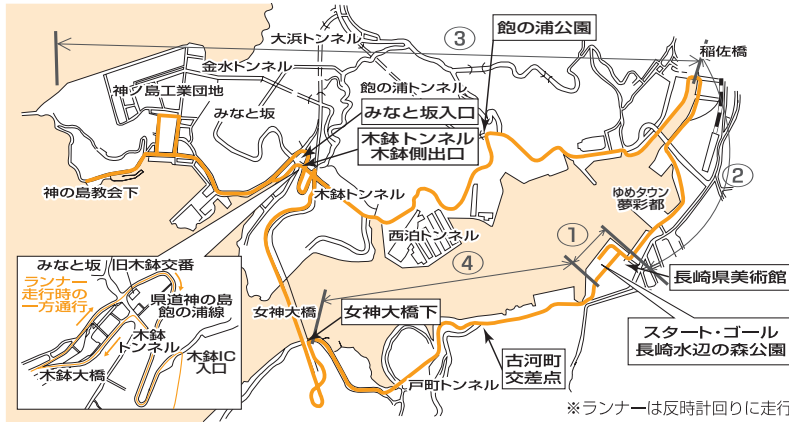 大浜トンネル
③
飽の浦公園
稲佐橋
金水トンネル
神ノ島工業団地
飽の浦トンネル
みなと坂
みなと坂入口
木鉢トンネル
木鉢側出口
②
神の島教会下
木鉢トンネル
ゆめタウン
夢彩都
西泊トンネル
①
④
長崎県美術館
みなと坂
旧木鉢交番
ランナー
走行時の
一方通行
県道神の島
飽の浦線
木鉢
トンネル
木鉢IC
入口
木鉢大橋
女神大橋
女神大橋下
スタート・ゴール
長崎水辺の森公園
古河町
交差点
戸町トンネル
※ランナーは反時計回りに走行